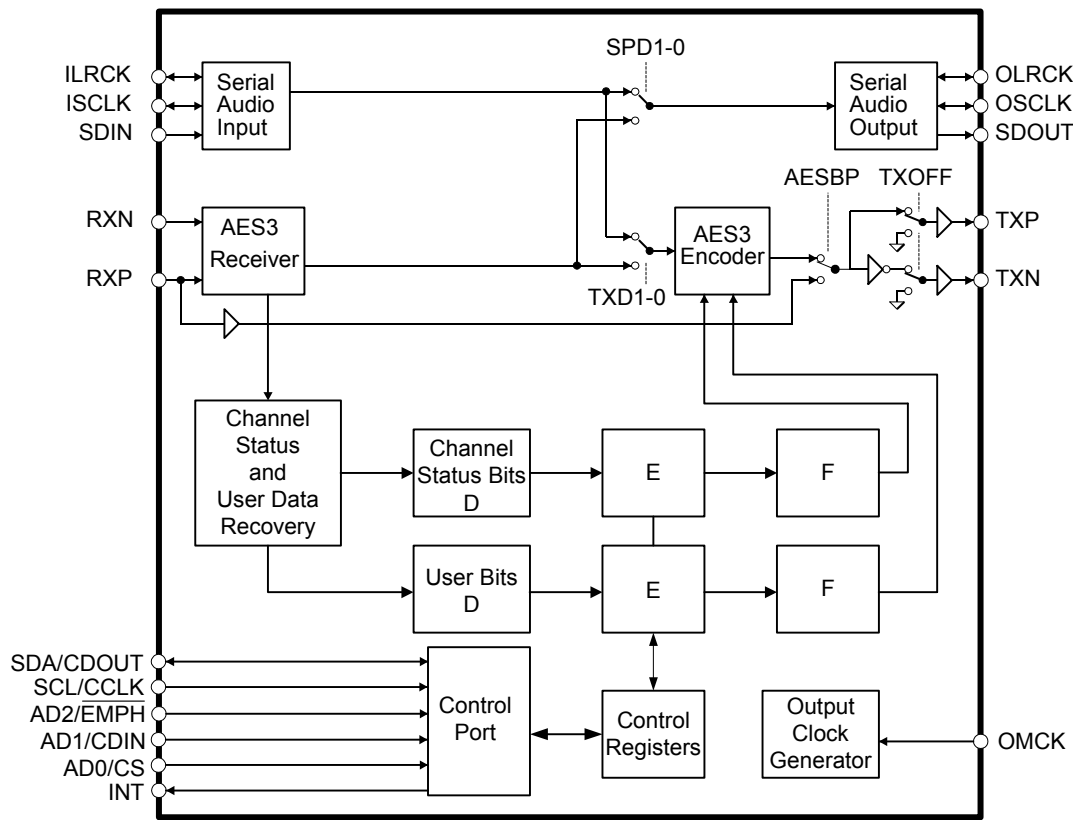 SPD1-0
ILRCK
ISCLK
SDIN
Serial
Audio
Input
Serial
Audio
Output
OLRCK
OSCLK
SDOUT
AESBP
TXOFF
RXN
RXP
AES3
Receiver
AES3
Encoder
TXP
TXN
TXD1-0
Channel
Status
and
User Data
Recovery
Channel
Status Bits
D
E
F
User Bits
D
E
F
SDA/CDOUT
SCL/CCLK
AD2/EMPH
AD1/CDIN
AD0/CS
INT
Control
Port
Control
Registers
Output
Clock
Generator
OMCK